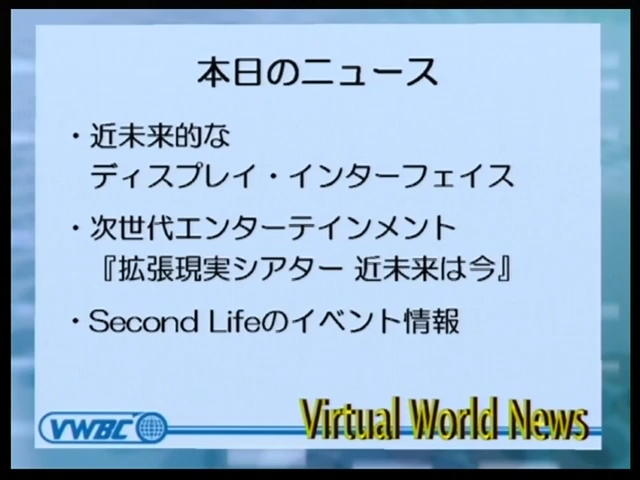 本日のニュース
・近未来的な
ディスプレイ・インターフェイス
・次世代エンターテインメント
『拡張現実シアター 近未来は今』
・Second Lifeのイベント情報
VWBC
Virtual World News